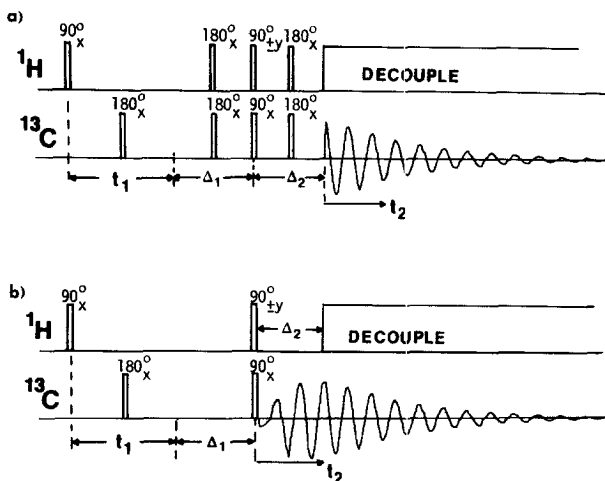 a)
90°x 180°x 90°±y 180°x
¹H DECOUPLE
180°x 180°x 90°x 180°x
¹³C
t₁ Δ₁ Δ₂
t₂
b)
90°x 90°±y
¹H Δ₂
DECOUPLE
180°x 90°x
¹³C
t₁ Δ₁ t₂